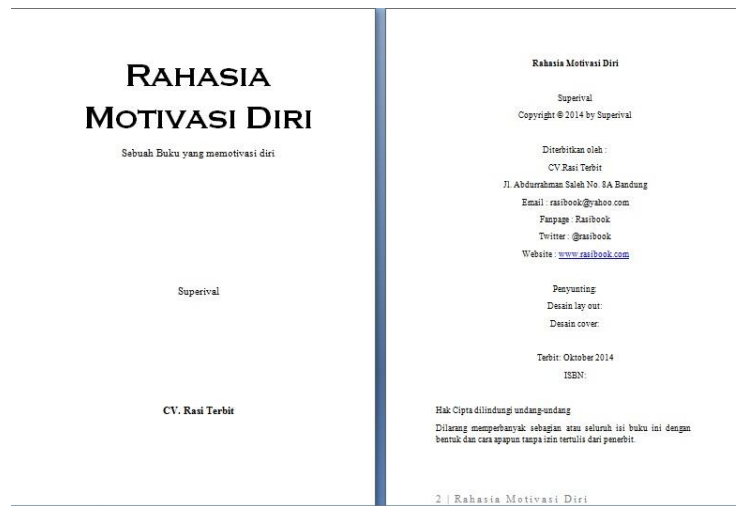 RAHASIA
MOTIVASI DIRI
Sebuah Buku yang memotivasi diri
Superival
CV. Rasi Terbit
Rahasia Motivasi Diri
Superival
Copyright © 2014 by Superival
Diterbitkan oleh :
CV Rasi Terbit
Jl. Abdurrahman Saleh No. 8A Bandung
Email : rasibook@yahoo.com
Fanpage : Rasibook
Twitter : @rasibook
Website : www.rasibook.com
Penyunting:
Desain lay out:
Desain cover:
Terbit: Oktober 2014
ISBN:
Hak Cipta dilindungi undang-undang
Dilarang memperbanyak sebagian atau seluruh isi buku ini dengan
bentuk dan cara apapun tanpa izin tertulis dari penerbit.
2 | Rahasia Motivasi Diri